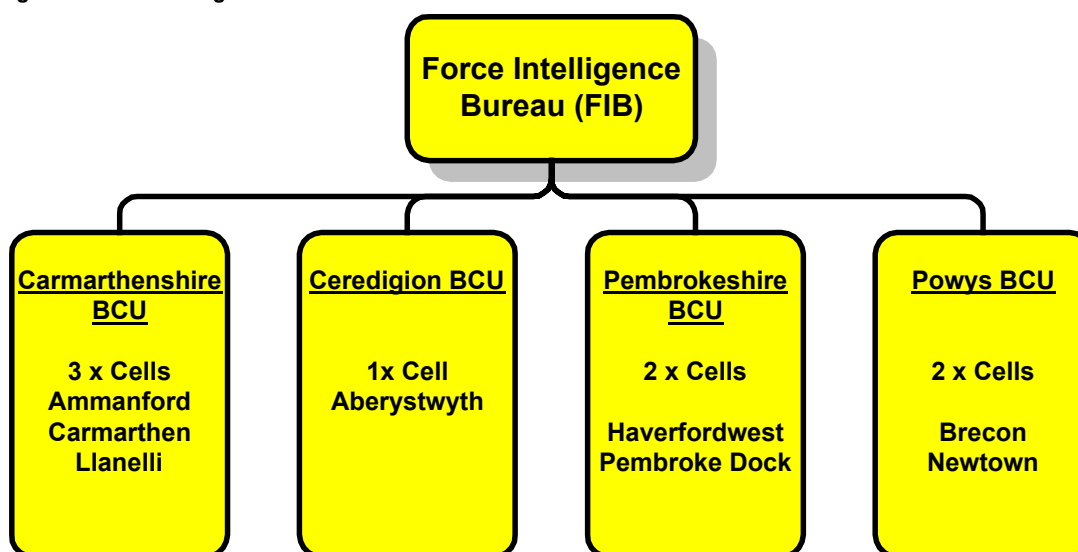 Force Intelligence
Bureau (FIB)
Carmarthenshire
BCU
3 x Cells
Ammanford
Carmarthen
Llanelli
Ceredigion BCU
1x Cell
Aberystwyth
Pembrokeshire
BCU
2 x Cells
Haverfordwest
Pembroke Dock
Powys BCU
2 x Cells
Brecon
Newtown